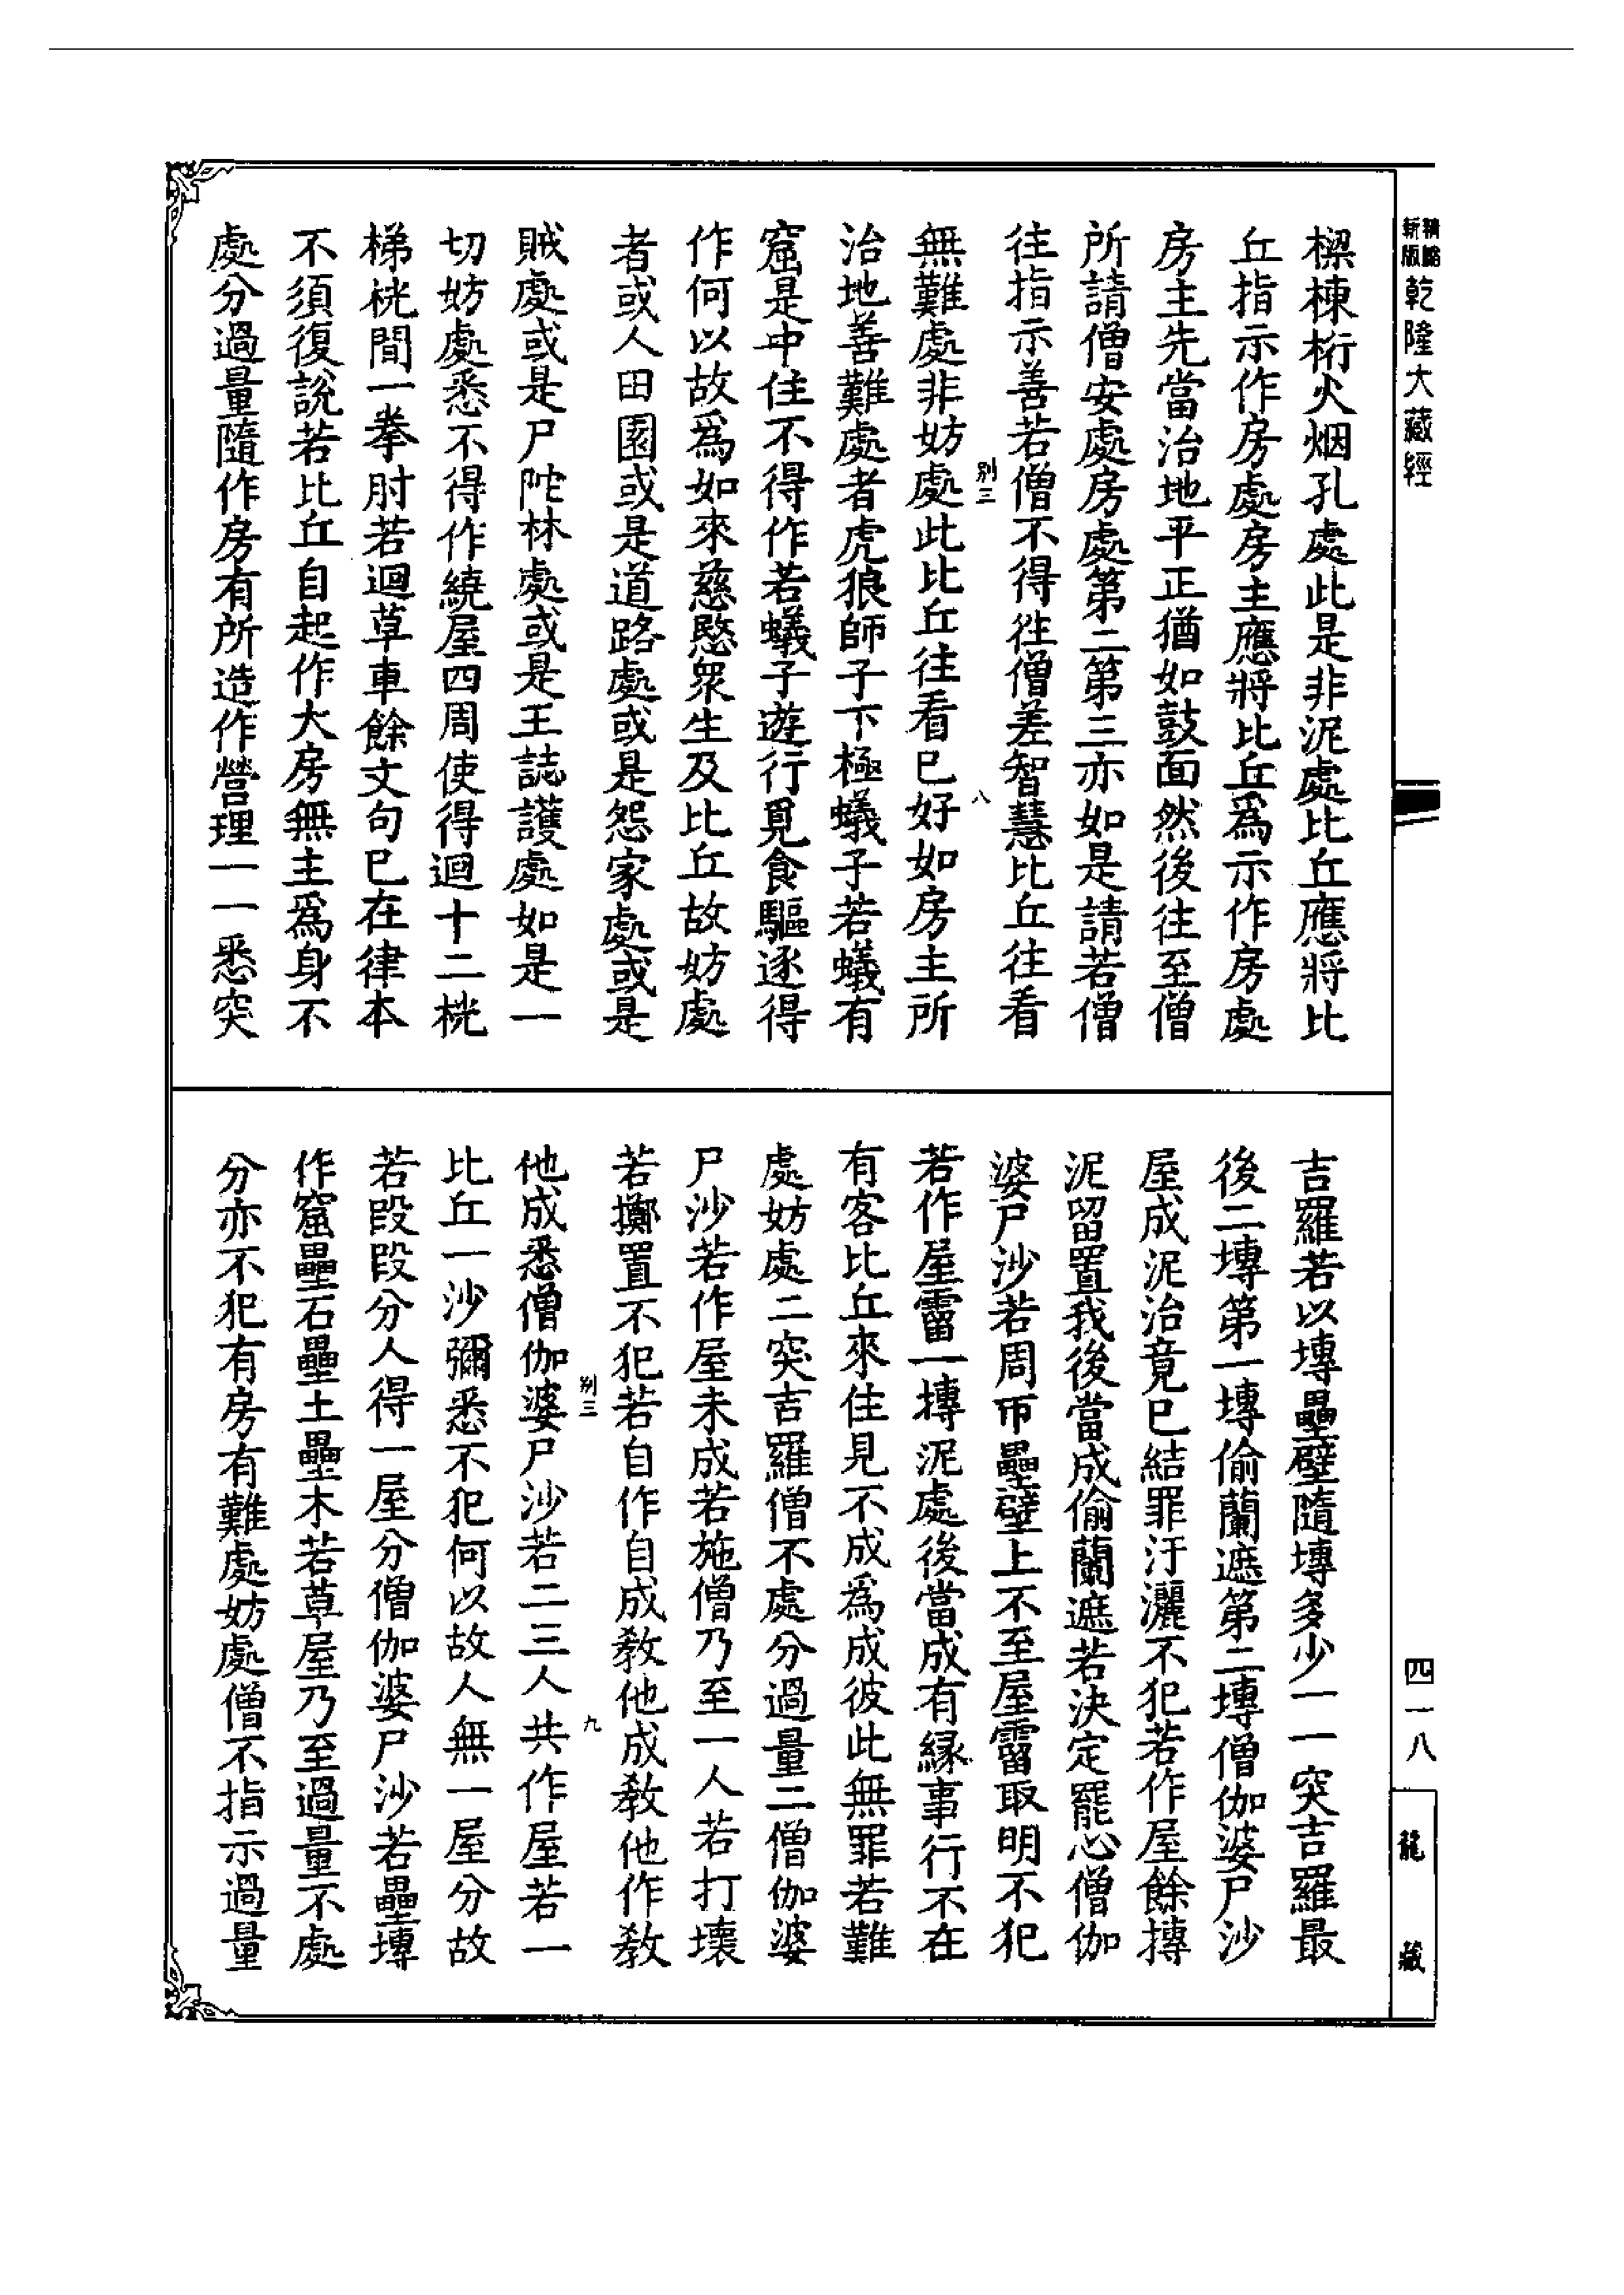 精縮新版乾隆大藏經
樑棟桁火烟孔處此是非泥處比丘應將比
丘指示作房處房主應將比丘爲示作房處
房主先當治地平正猶如鼓面然後往至僧
所請僧安處房處第二第三亦如是請若僧
往指示善若僧不得徃僧差智慧比丘往看
別三
八
無難處非妨處此比丘往看已好如房主所
治地善難處者虎狼師子下極蟻子若蟻有
窟是中住不得作若蟻子遊行覓食驅逐得
作何以故爲如來慈愍眾生及比丘故妨處
者或人田園或是道路處或是怨家處或是
賊處或是尸陀林處或是王誌護處如是一
切妨處悉不得作繞屋四周使得迴十二桄
梯桄間一拳肘若迴草車餘文句已在律本
不須復說若比丘自起作大房無主爲身不
處分過量隨作房有所造作營理一一悉突
吉羅若以塼壘壁隨塼多少一一突吉羅最
後二塼第一塼偷蘭遮第二塼僧伽婆尸沙
屋成泥治竟已結罪汙灑不犯若作屋餘摶
泥留置我後當成偷蘭遮若決定罷心僧伽
婆尸沙若周帀壘壁上不至屋霤取明不犯
若作屋霤一摶泥處後當成有緣事行不在
有客比丘來住見不成爲成彼此無罪若難
處妨處二突吉羅僧不處分過量二僧伽婆
尸沙若作屋未成若施僧乃至一人若打壞
若擲置不犯若自作自成教他成教他作教
別三
九
他成悉僧伽婆尸沙若二三人共作屋若一
比丘一沙彌悉不犯何以故人無一屋分故
若段段分人得一屋分僧伽婆尸沙若壘塼
作窟壘石壘土壘木若草屋乃至過量不處
分亦不犯有房有難處妨處僧不指示過量
四一八
龍藏